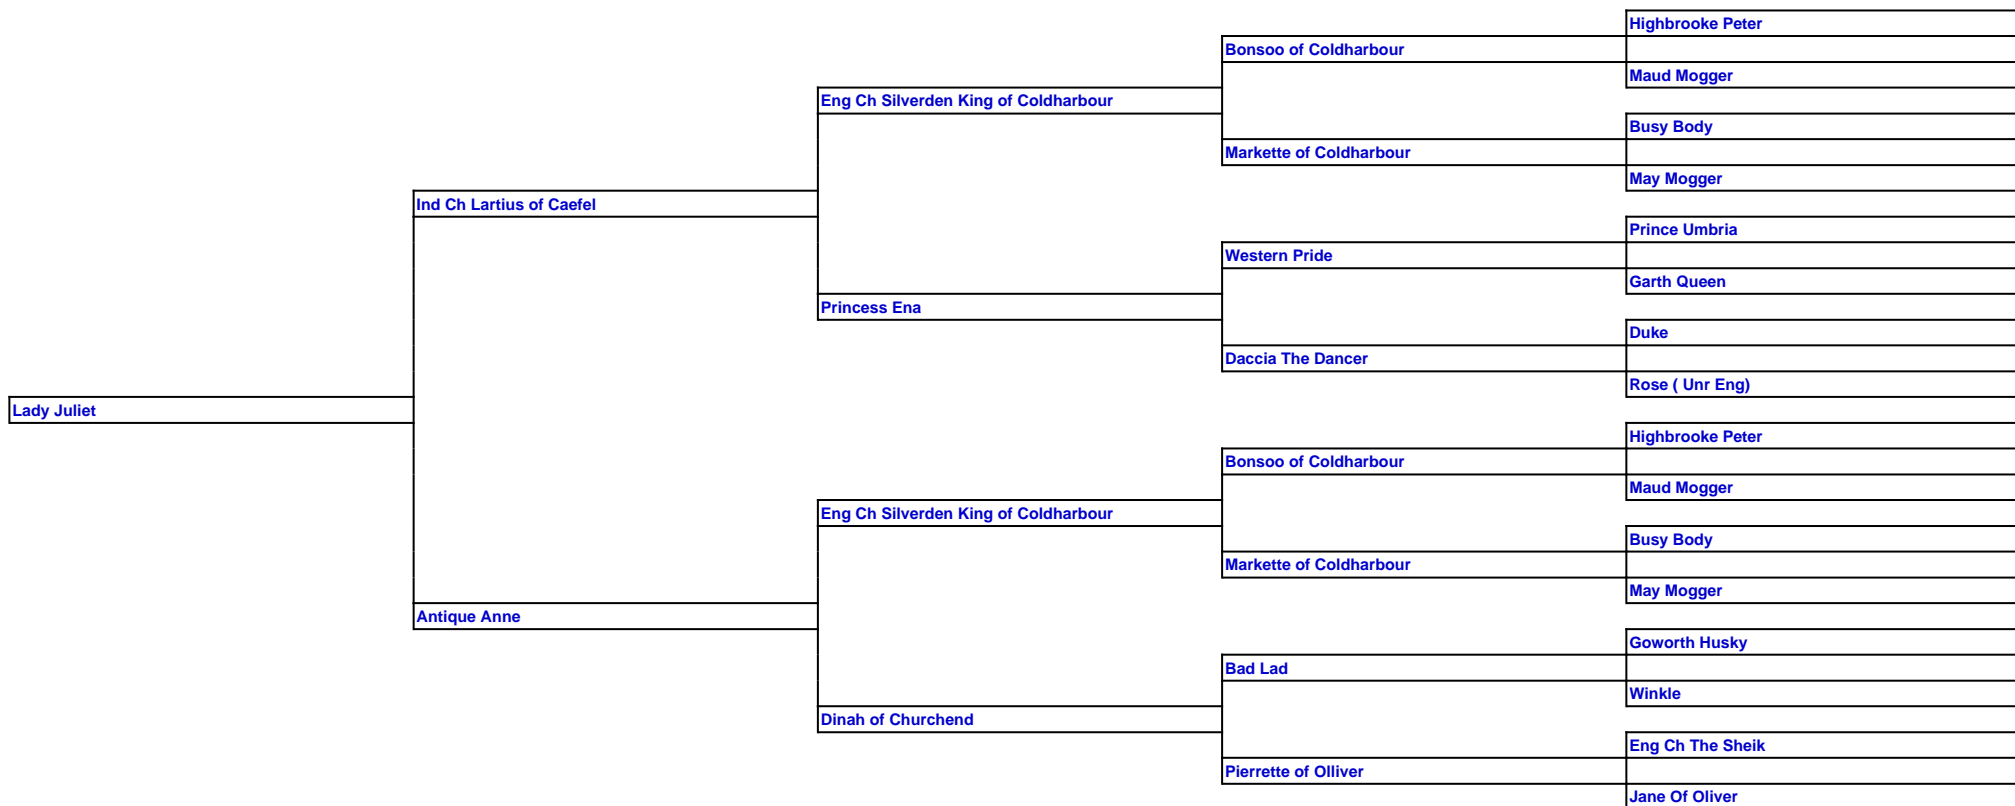 Highbrooke Peter
Bonsoo of Coldharbour
Maud Mogger
Eng Ch Silverden King of Coldharbour
Busy Body
Markette of Coldharbour
May Mogger
Ind Ch Lartius of Caefel
Prince Umbria
Western Pride
Garth Queen
Princess Ena
Duke
Daccia The Dancer
Rose ( Unr Eng)
Lady Juliet
Highbrooke Peter
Bonsoo of Coldharbour
Maud Mogger
Eng Ch Silverden King of Coldharbour
Busy Body
Markette of Coldharbour
May Mogger
Antique Anne
Goworth Husky
Bad Lad
Winkle
Dinah of Churchend
Eng Ch The Sheik
Pierrette of Olliver
Jane Of Oliver